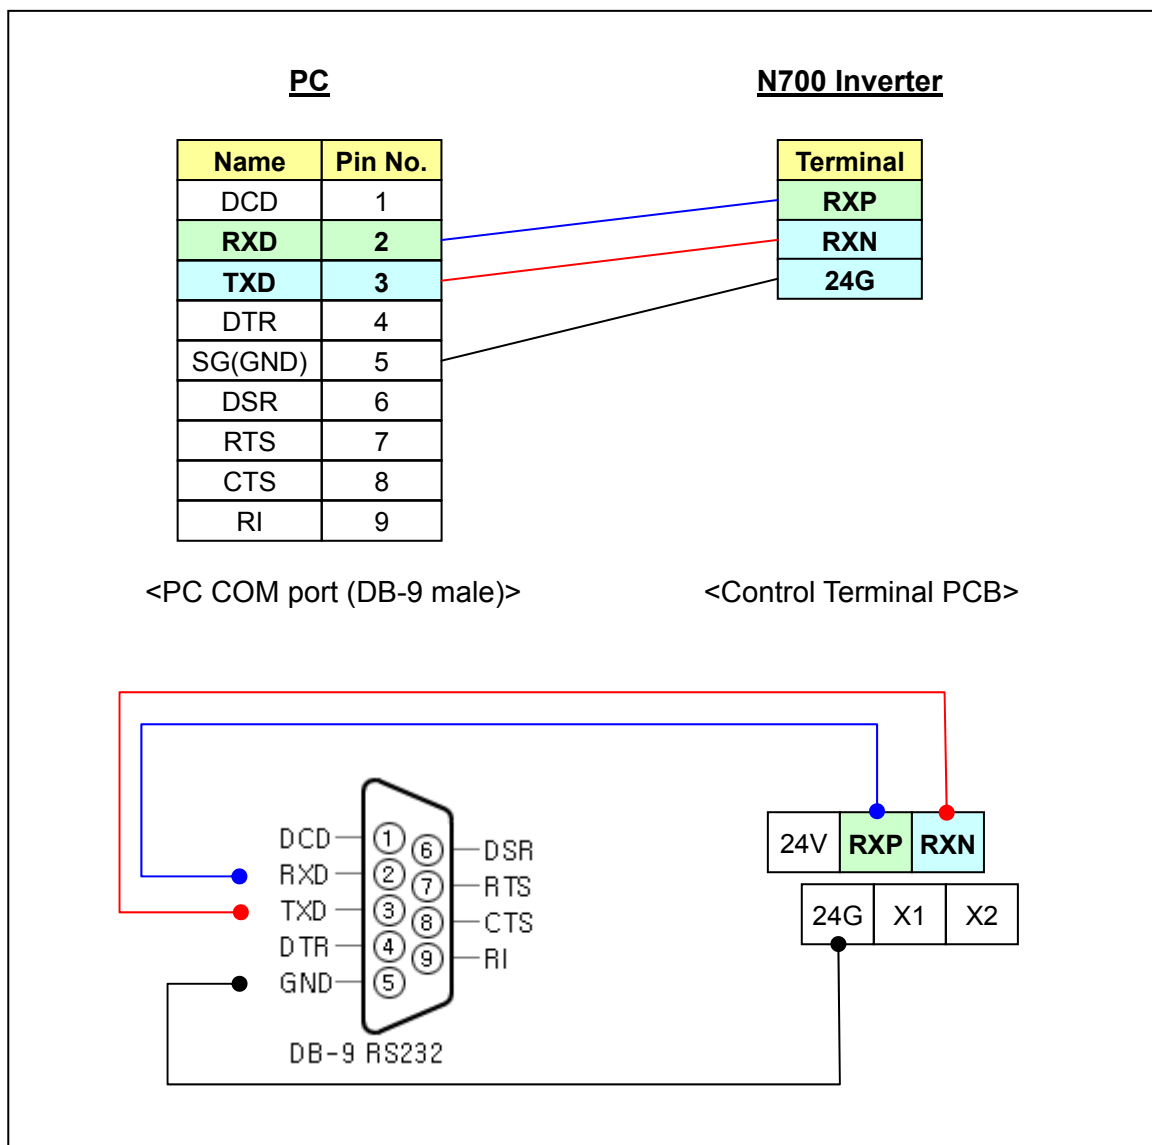 PC N700 Inverter
Name Pin No. Terminal
DCD 1 RXP
RXD 2 RXN
TXD 3 24G
DTR 4
SG(GND) 5
DSR 6
RTS 7
CTS 8
RI 9
<PC COM port (DB-9 male)> <Control Terminal PCB>
DCD 1 6 DSR
RXD 2 7 RTS
TXD 3 8 CTS
DTR 4 9 RI
GND 5
DB-9 RS232
24V RXP RXN
24G X1 X2